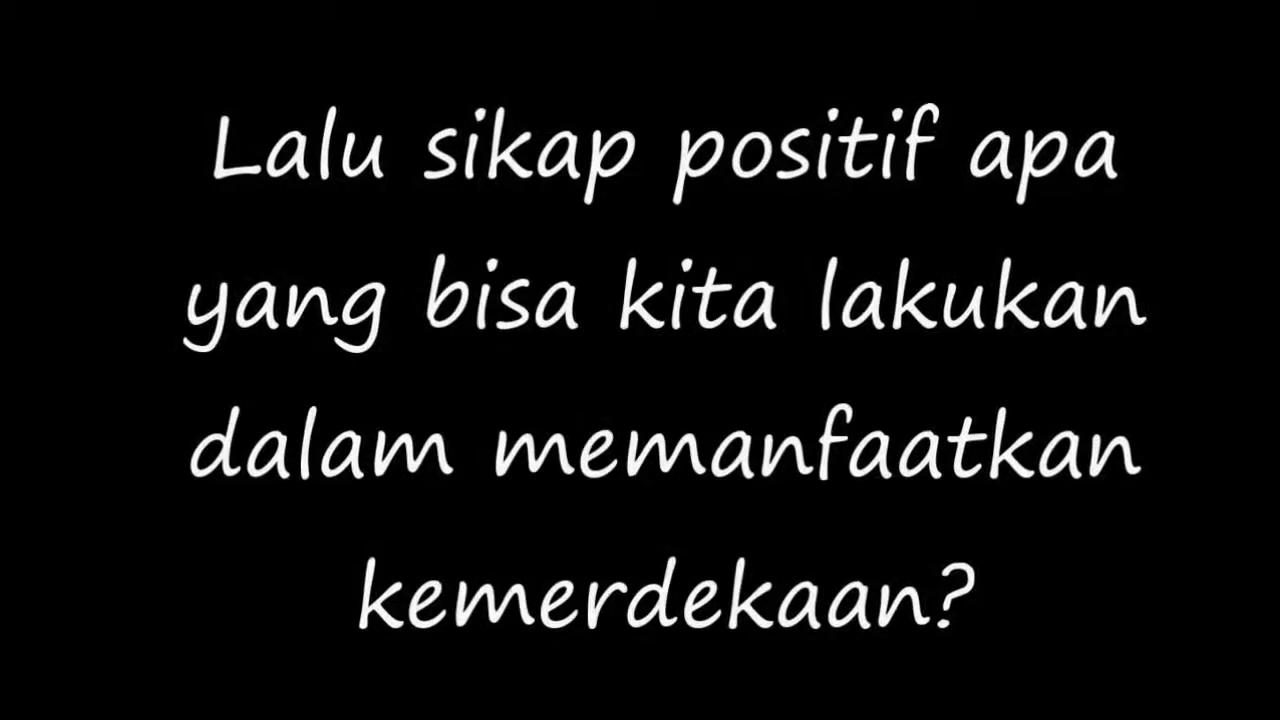 Lalu sikap positif apa
yang bisa kita lakukan
dalam memanfaatkan
kemerdekaan?